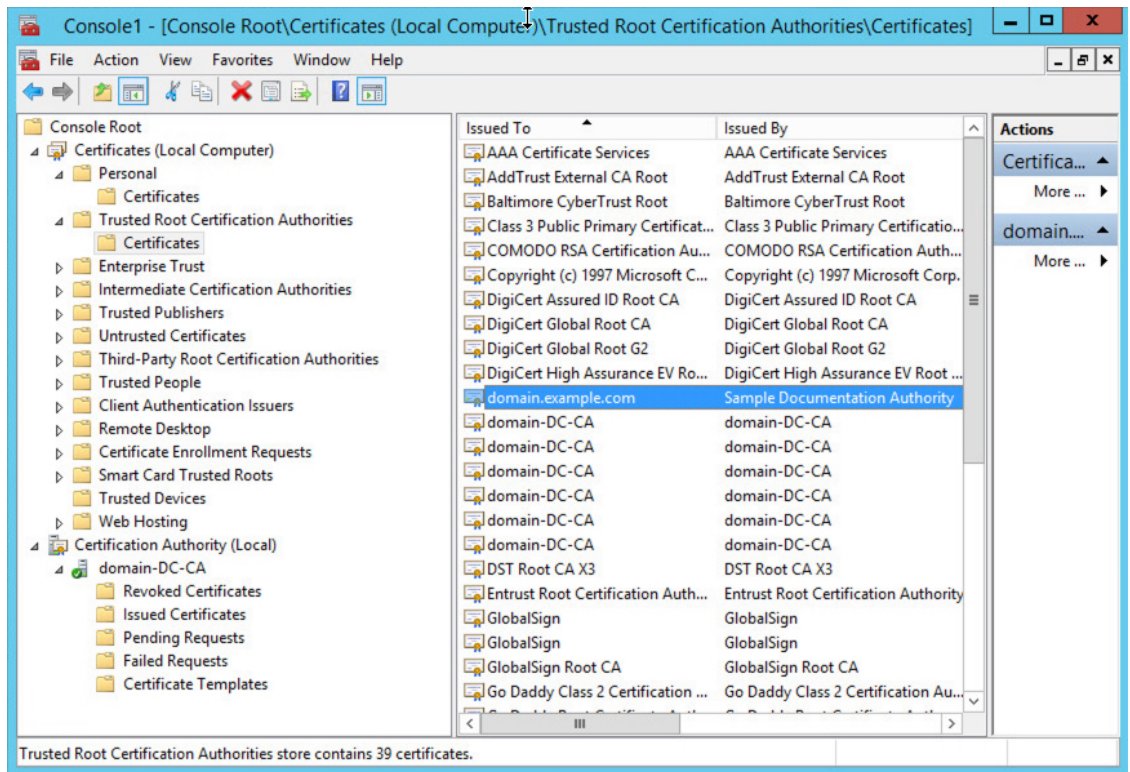 Console1 - [Console Root\Certificates (Local Computer)\Trusted Root Certification Authorities\Certificates]
File Action View Favorites Window Help
Console Root
Certificates (Local Computer)
Personal
Certificates
Trusted Root Certification Authorities
Certificates
Enterprise Trust
Intermediate Certification Authorities
Trusted Publishers
Untrusted Certificates
Third-Party Root Certification Authorities
Trusted People
Client Authentication Issuers
Remote Desktop
Certificate Enrollment Requests
Smart Card Trusted Roots
Trusted Devices
Web Hosting
Certification Authority (Local)
domain-DC-CA
Revoked Certificates
Issued Certificates
Pending Requests
Failed Requests
Certificate Templates
Issued To Issued By
AAA Certificate Services AAA Certificate Services
AddTrust External CA Root AddTrust External CA Root
Baltimore CyberTrust Root Baltimore CyberTrust Root
Class 3 Public Primary Certificat... Class 3 Public Primary Certificatio...
COMODO RSA Certification Au... COMODO RSA Certification Auth...
Copyright (c) 1997 Microsoft C... Copyright (c) 1997 Microsoft Corp.
DigiCert Assured ID Root CA DigiCert Assured ID Root CA
DigiCert Global Root CA DigiCert Global Root CA
DigiCert Global Root G2 DigiCert Global Root G2
DigiCert High Assurance EV Ro... DigiCert High Assurance EV Root ...
domain.example.com Sample Documentation Authority
domain-DC-CA domain-DC-CA
domain-DC-CA domain-DC-CA
domain-DC-CA domain-DC-CA
domain-DC-CA domain-DC-CA
domain-DC-CA domain-DC-CA
domain-DC-CA domain-DC-CA
DST Root CA X3 DST Root CA X3
Entrust Root Certification Auth... Entrust Root Certification Authority
GlobalSign GlobalSign
GlobalSign GlobalSign
GlobalSign Root CA GlobalSign Root CA
Go Daddy Class 2 Certification ... Go Daddy Class 2 Certification Au...
Actions
Certifica...
More ...
domain....
More ...
Trusted Root Certification Authorities store contains 39 certificates.